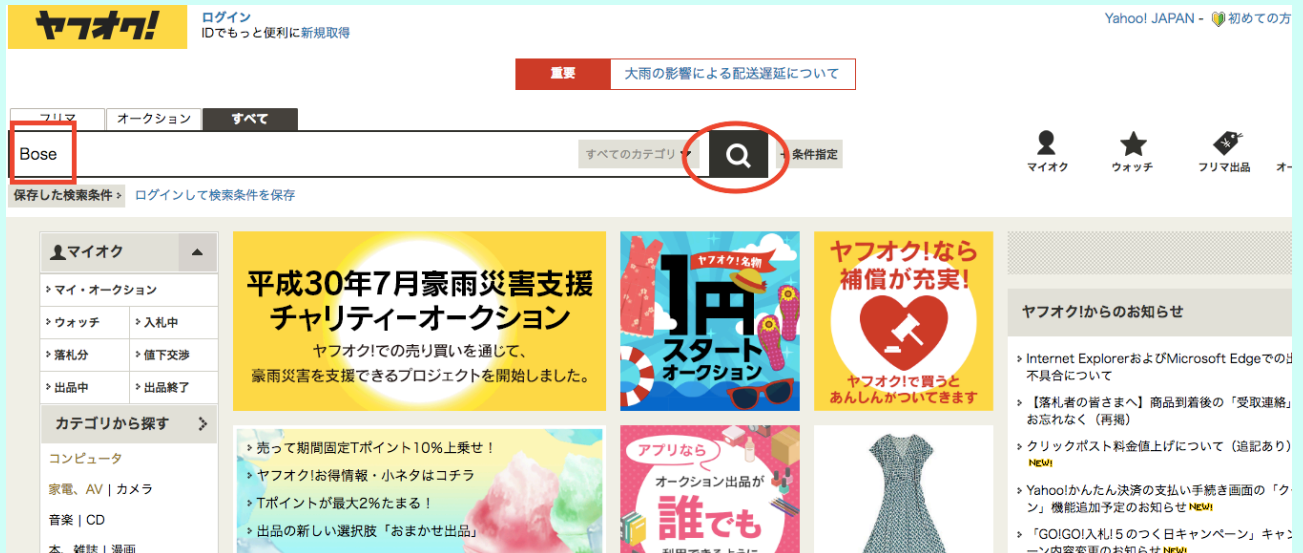 ヤフオク!
ログイン
IDでもっと便利に新規取得
Yahoo! JAPAN - 初めての方
重要 大雨の影響による配送遅延について
フリマ オークション すべて
Bose すべてのカテゴリ + 条件指定
マイオク ウォッチ フリマ出品 オー
保存した検索条件 ログインして検索条件を保存
マイオク
マイ・オークション
ウォッチ 入札中
落札分 値下交渉
出品中 出品終了
カテゴリから探す
コンピュータ
家電、AV | カメラ
音楽 | CD
本、雑誌 | 漫画
平成30年7月豪雨災害支援
チャリティーオークション
ヤフオク!での売り買いを通じて、
豪雨災害を支援できるプロジェクトを開始しました。
ヤフオク!名物
1円
スタート
オークション
ヤフオク!なら
補償が充実!
ヤフオク!で買うと
あんしんがついてきます
売って期間固定Tポイント10%上乗せ！
ヤフオク!お得情報・小ネタはコチラ
Tポイントが最大2%たまる！
出品の新しい選択肢「おまかせ出品」
アプリなら
オークション出品が
誰でも
利用できるように
ヤフオク!からのお知らせ
Internet ExplorerおよびMicrosoft Edgeでの出
不具合について
【落札者の皆さまへ】商品到着後の「受取連絡」
お忘れなく（再掲）
クリックポスト料金値上げについて（追記あり）
NEW!
Yahoo!かんたん決済の支払い手続き画面の「ク
ン」機能追加予定のお知らせ NEW!
「GO!GO!入札!５のつく日キャンペーン」キャン
ーン内容変更のお知らせ NEW!